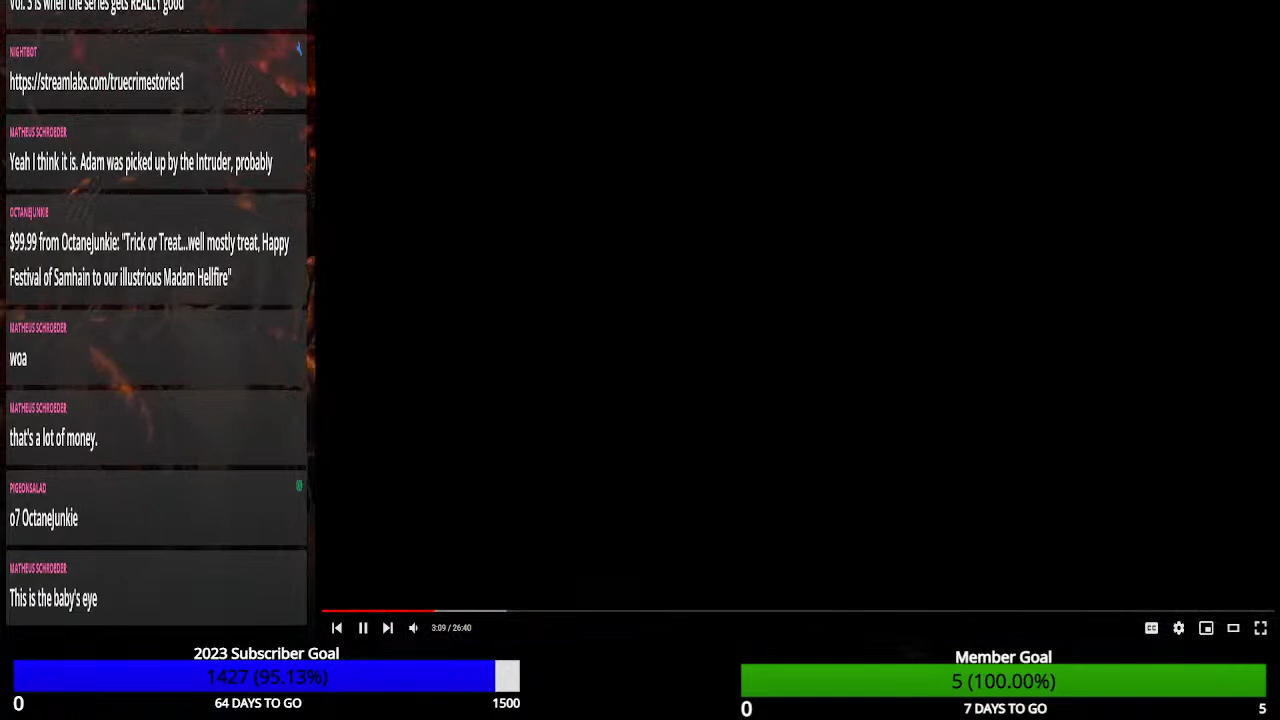 Vol. 3 is when the series gets REALLY good
NIGHTBOT
https://streamlabs.com/truecrimestories1
MATHEUS SCHROEDER
Yeah I think it is. Adam was picked up by the Intruder, probably
OCTANEJUNKIE
$99.99 from OctaneJunkie: "Trick or Treat...well mostly treat, Happy
Festival of Samhain to our illustrious Madam Hellfire"
MATHEUS SCHROEDER
woa
MATHEUS SCHROEDER
that's a lot of money.
PIGEONSALAD
o7 OctaneJunkie
MATHEUS SCHROEDER
This is the baby's eye
3:09 / 26:40
CC
2023 Subscriber Goal
1427 (95.13%)
0 64 DAYS TO GO 1500
Member Goal
5 (100.00%)
0 7 DAYS TO GO 5